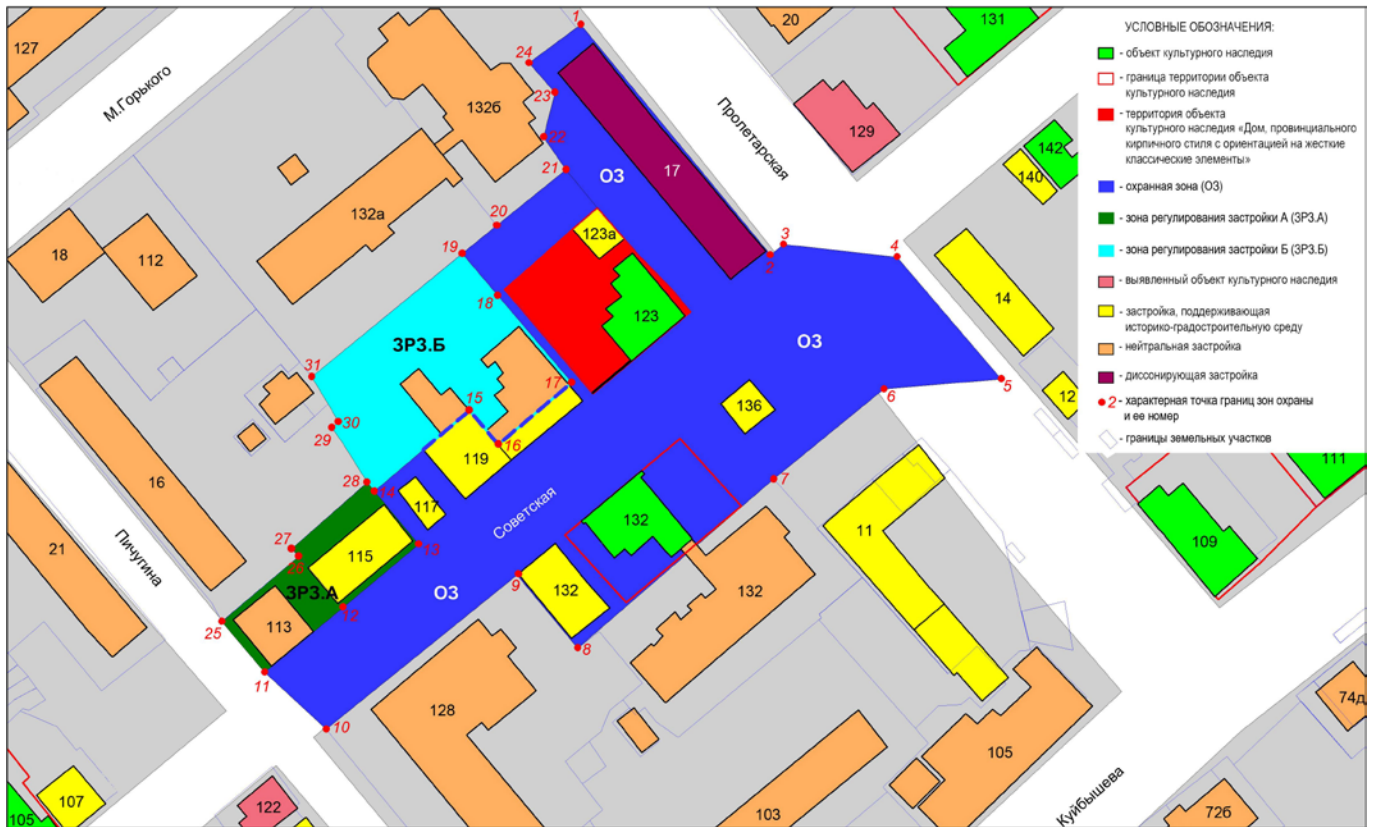 УСЛОВНЫЕ ОБОЗНАЧЕНИЯ:
- объект культурного наследия
- граница территории объекта
культурного наследия
- территория объекта
культурного наследия «Дом, провинциального
кирпичного стиля с ориентацией на жесткие
классические элементы»
- охранная зона (ОЗ)
- зона регулирования застройки А (ЗРЗ.А)
- зона регулирования застройки Б (ЗРЗ.Б)
- выявленный объект культурного наследия
- застройка, поддерживающая
историко-градостроительную среду
- нейтральная застройка
- диссонирующая застройка
2 - характерная точка границ зон охраны
и ее номер
- границы земельных участков
127
М.Горького
132б
1
24
23
22
21
20
19
18
17
ОЗ
Пролетарская
20
131
129
142
140
132а
18
112
123а
123
2
3
4
14
ОЗ
5
6
12
ЗРЗ.Б
31
30
29
28
15
16
17
136
7
119
117
14
16
21
Пичугина
Советская
27
26
115
13
132
11
111
109
ЗРЗ.А
12
ОЗ
9
132
132
25
113
11
8
10
128
105
74д
107
105
122
103
Куйбышева
72б